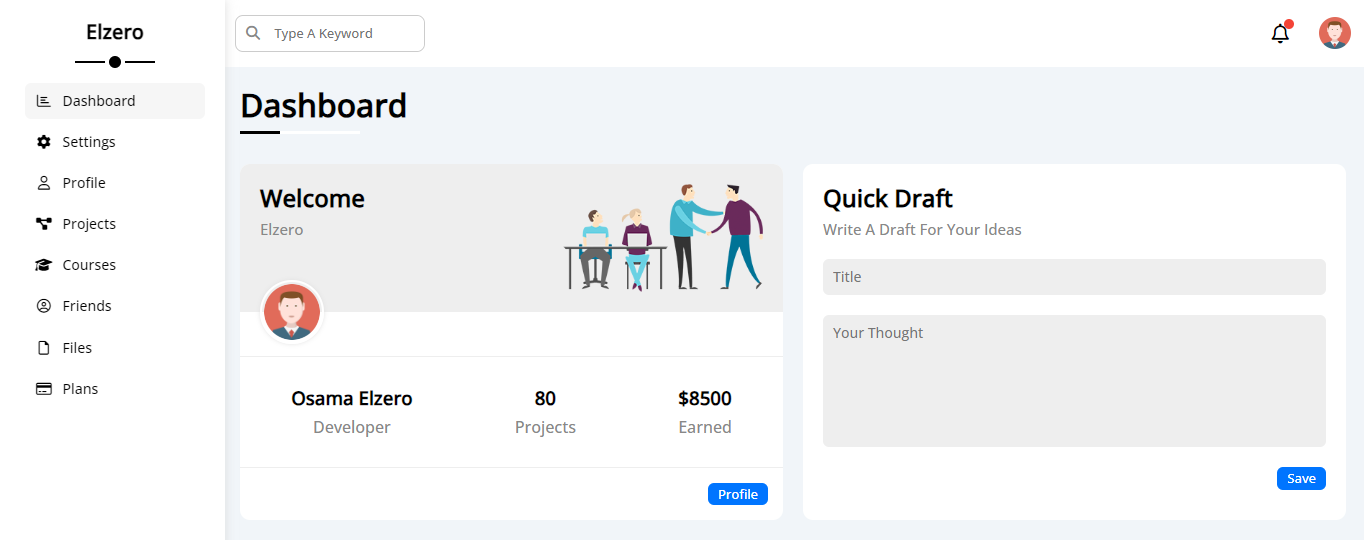 Elzero
Dashboard
Settings
Profile
Projects
Courses
Friends
Files
Plans
Type A Keyword
Dashboard
Welcome
Elzero
Osama Elzero
Developer
80
Projects
$8500
Earned
Profile
Quick Draft
Write A Draft For Your Ideas
Title
Your Thought
Save